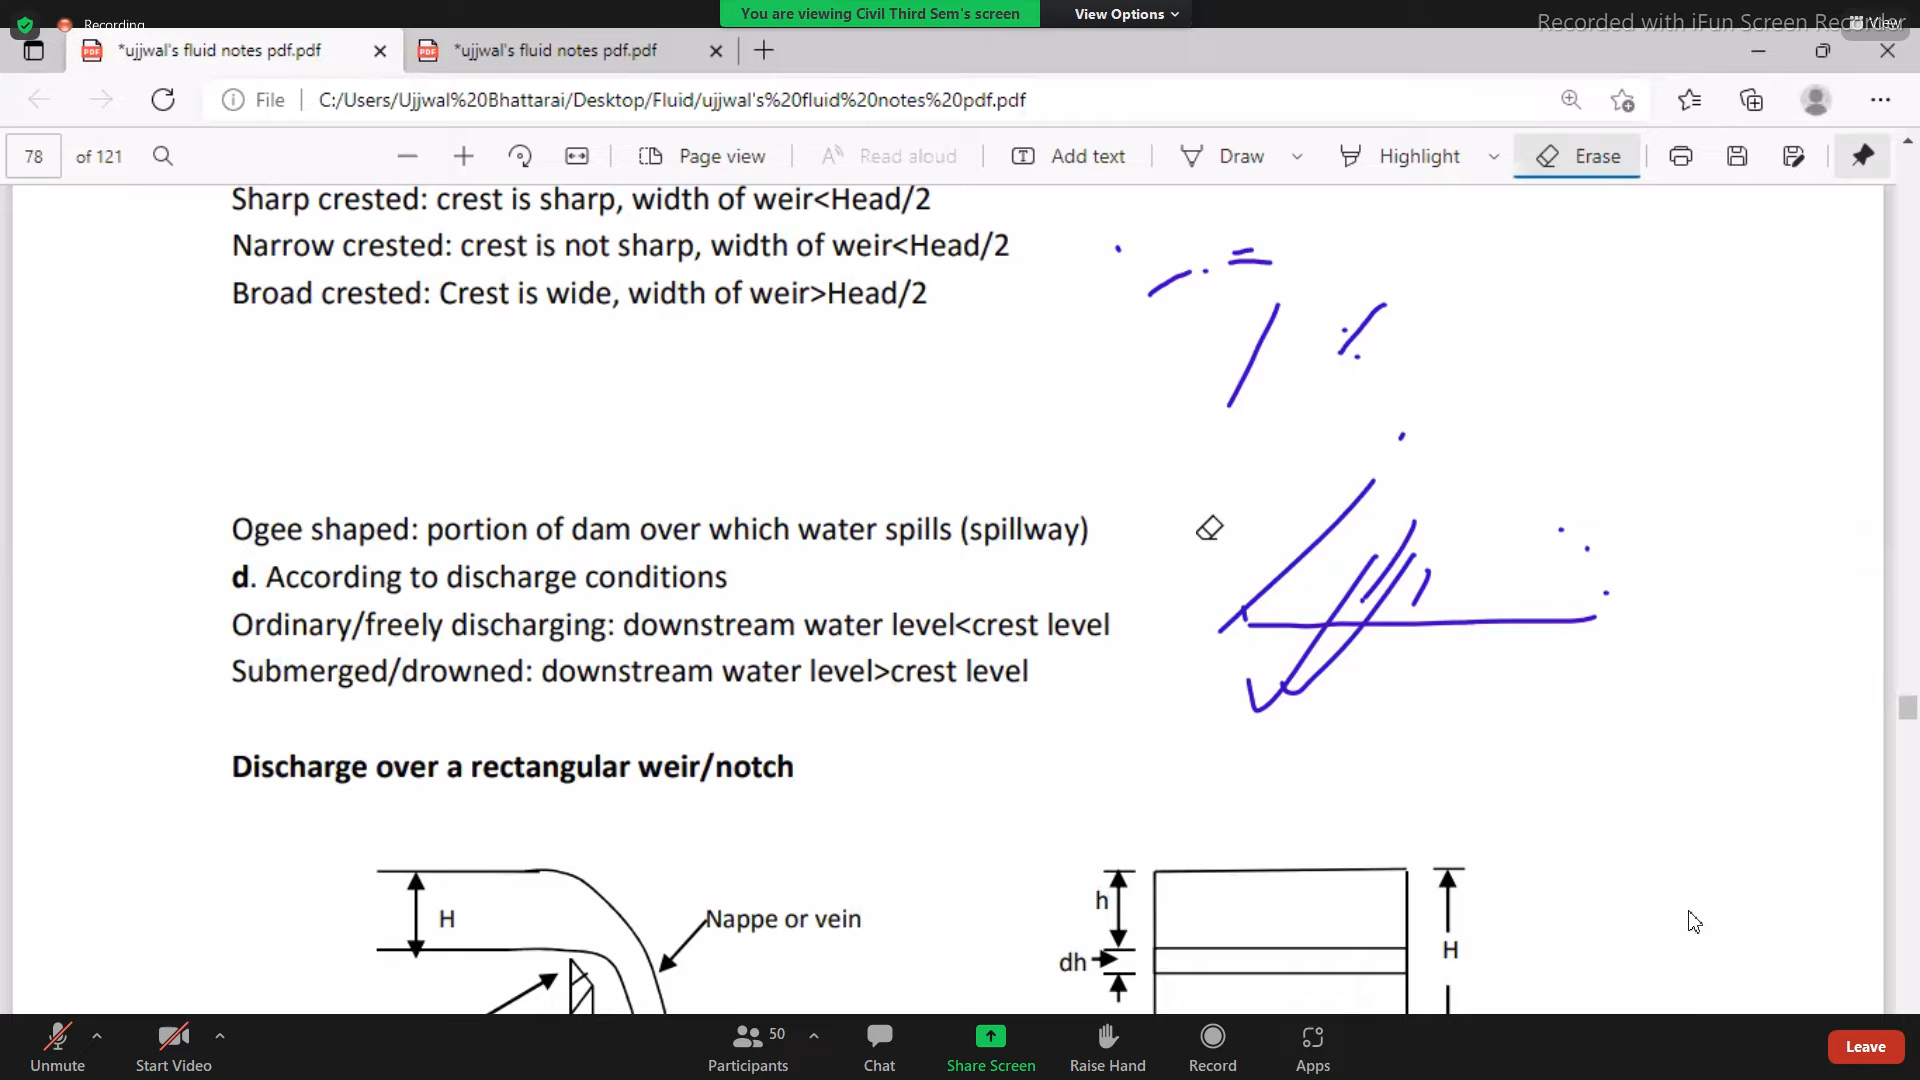 Recording
You are viewing Civil Third Sem's screen
View Options
Recorded with iFun Screen Recorder
View
*ujjwal's fluid notes pdf.pdf
*ujjwal's fluid notes pdf.pdf
File
C:/Users/Ujjwal%20Bhattarai/Desktop/Fluid/ujjwal's%20fluid%20notes%20pdf.pdf
78 of 121
Page view
Read aloud
Add text
Draw
Highlight
Erase
Sharp crested: crest is sharp, width of weir<Head/2
Narrow crested: crest is not sharp, width of weir<Head/2
Broad crested: Crest is wide, width of weir>Head/2
Ogee shaped: portion of dam over which water spills (spillway)
d. According to discharge conditions
Ordinary/freely discharging: downstream water level<crest level
Submerged/drowned: downstream water level>crest level
Discharge over a rectangular weir/notch
H
Nappe or vein
h
dh
H
Unmute
Start Video
50
Participants
Chat
Share Screen
Raise Hand
Record
Apps
Leave